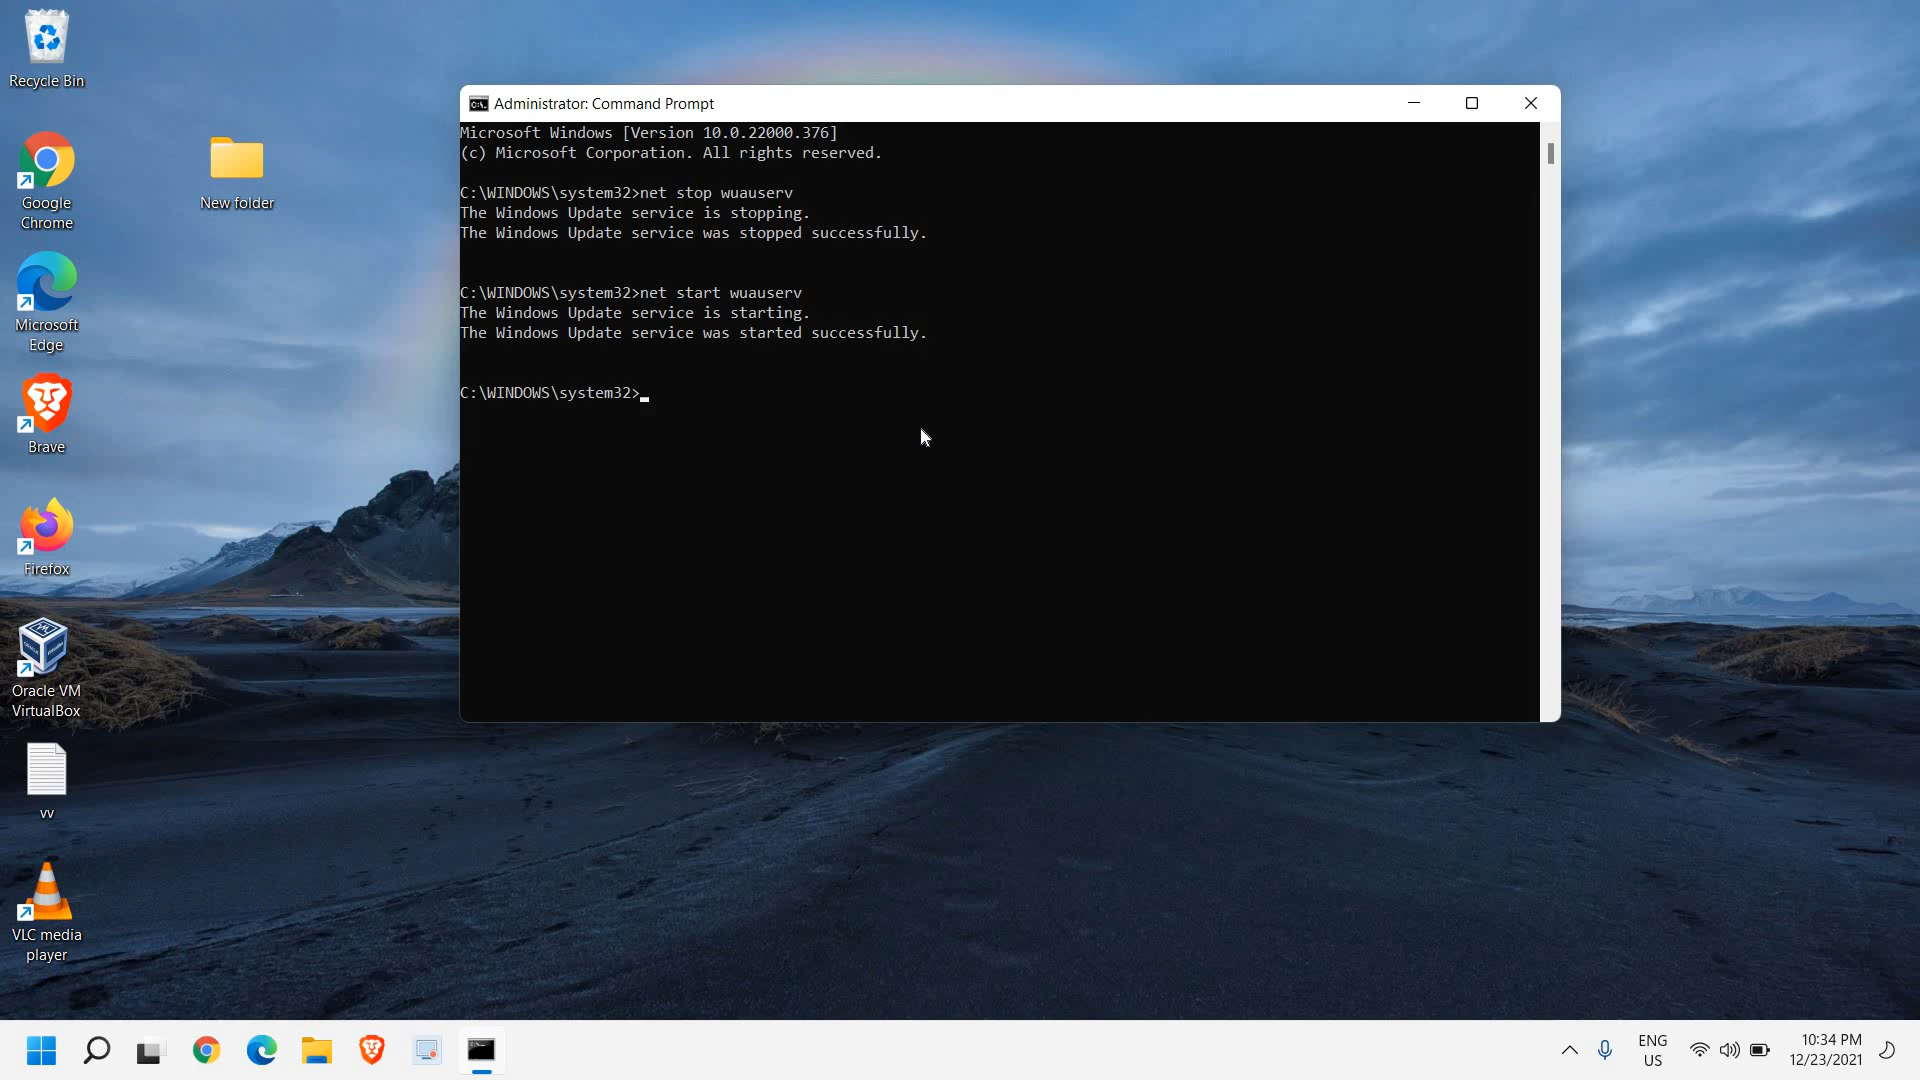 Recycle Bin
Google
Chrome
New folder
Microsoft
Edge
Brave
Firefox
Oracle VM
VirtualBox
vv
VLC media
player
Administrator: Command Prompt
Microsoft Windows [Version 10.0.22000.376]
(c) Microsoft Corporation. All rights reserved.
C:\WINDOWS\system32>net stop wuauserv
The Windows Update service is stopping.
The Windows Update service was stopped successfully.
C:\WINDOWS\system32>net start wuauserv
The Windows Update service is starting.
The Windows Update service was started successfully.
C:\WINDOWS\system32>
ENG
US
10:34 PM
12/23/2021